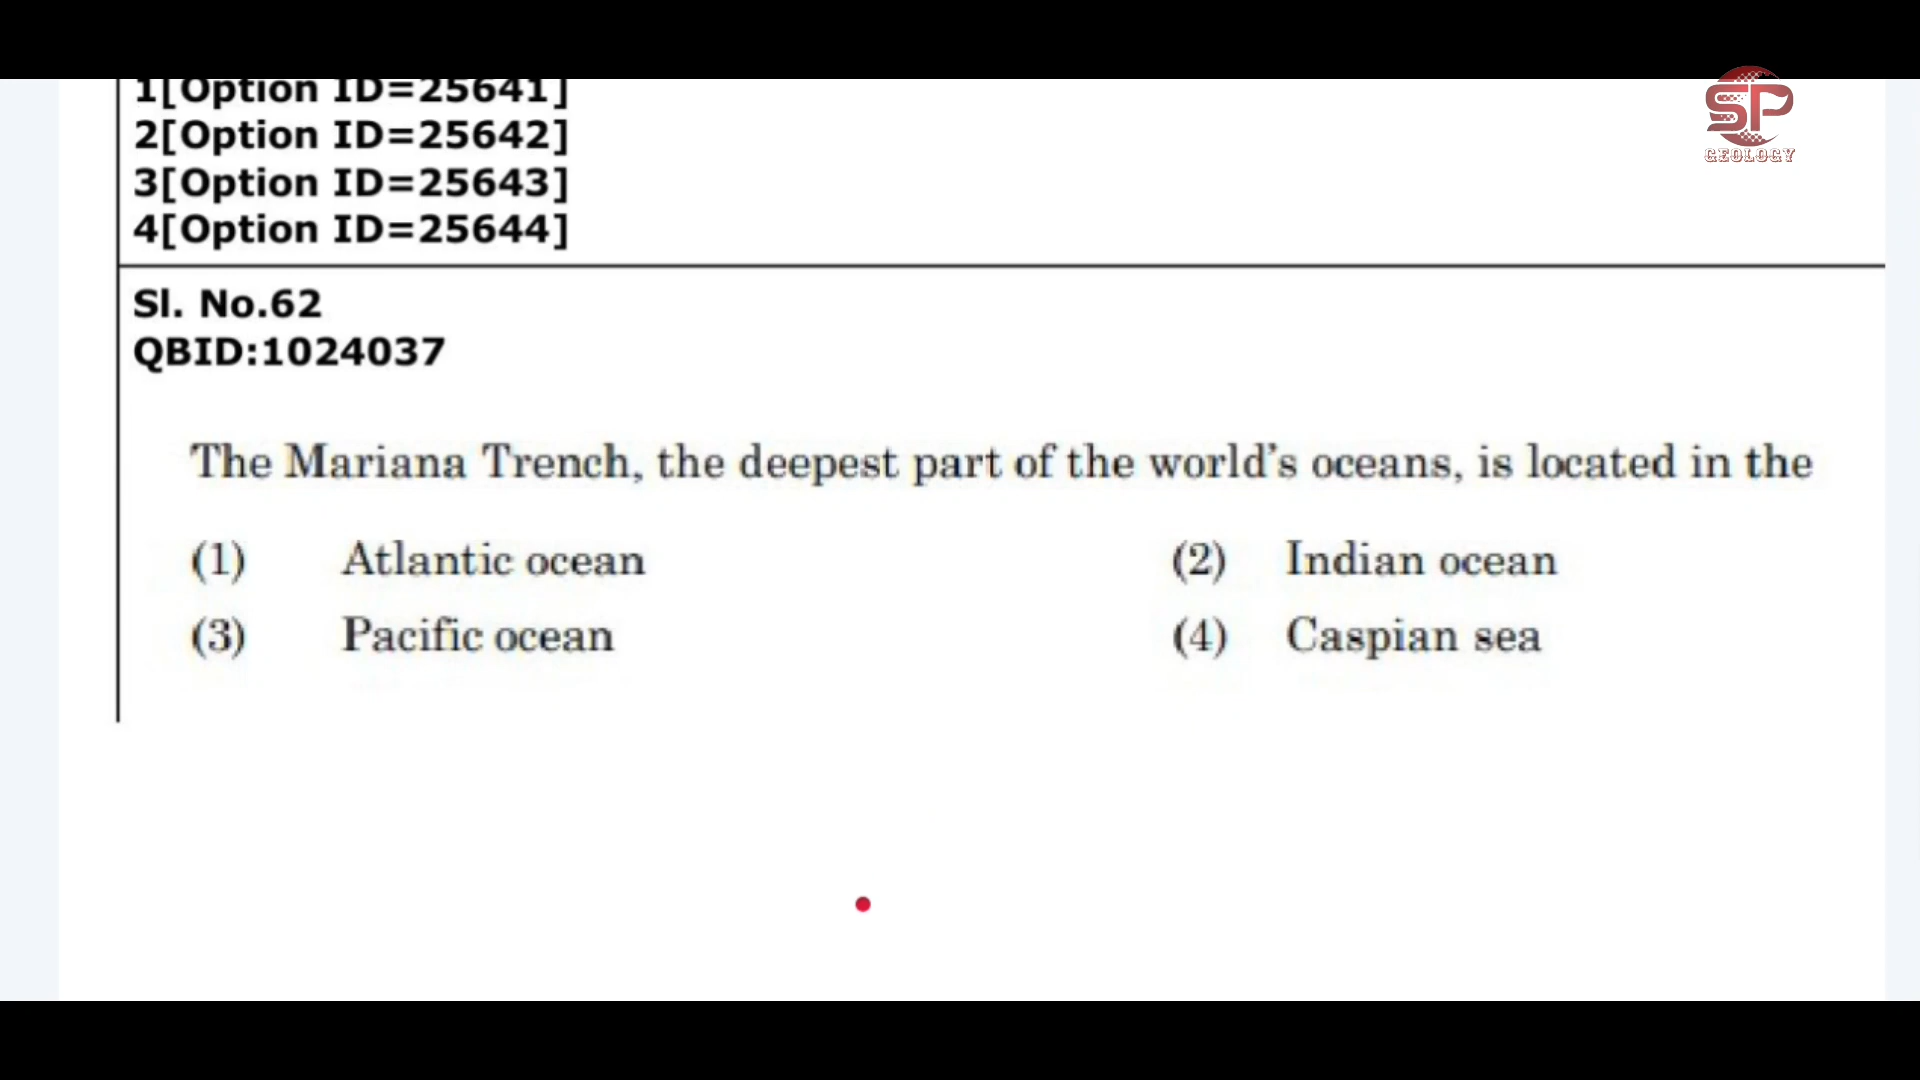 1[Option ID=25641]
2[Option ID=25642]
3[Option ID=25643]
4[Option ID=25644]
SP
GEOLOGY
Sl. No.62
QBID:1024037
The Mariana Trench, the deepest part of the world's oceans, is located in the
(1) Atlantic ocean (2) Indian ocean
(3) Pacific ocean (4) Caspian sea